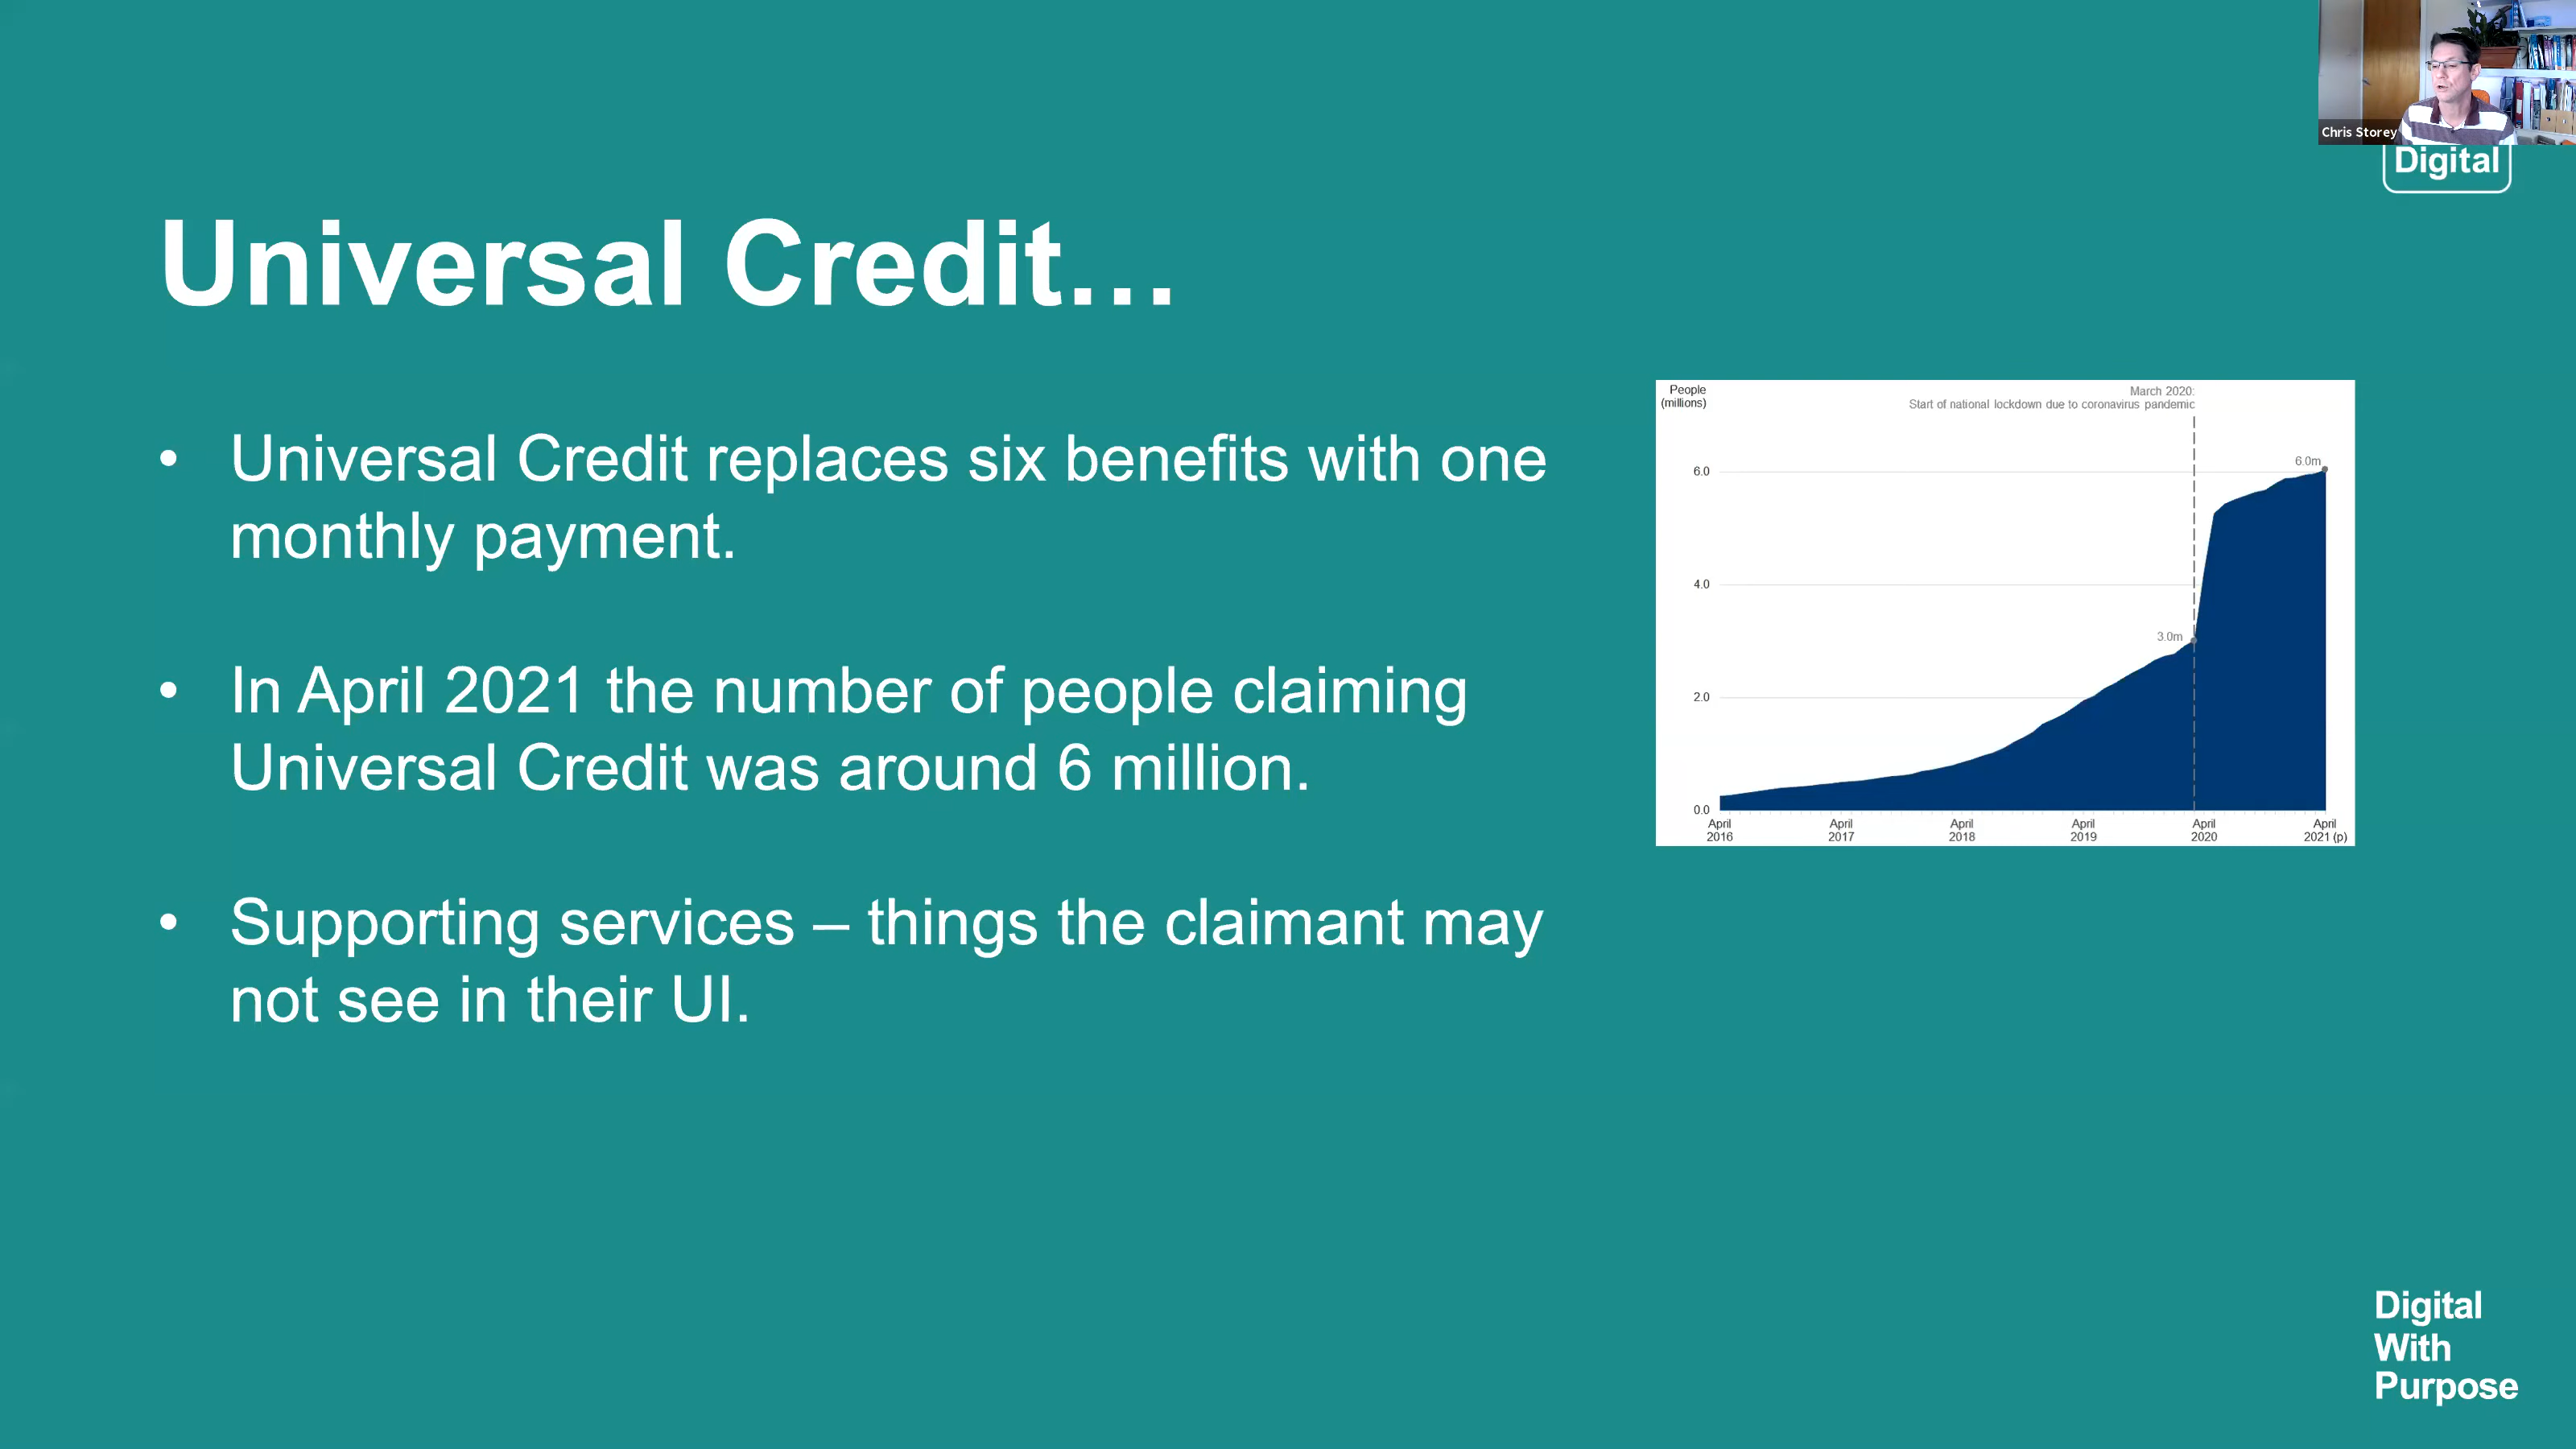 Chris Storey
Digital
Universal Credit...
• Universal Credit replaces six benefits with one
monthly payment.
• In April 2021 the number of people claiming
Universal Credit was around 6 million.
• Supporting services – things the claimant may
not see in their UI.
People
(millions)
March 2020:
Start of national lockdown due to coronavirus pandemic
6.0m
6.0
4.0
3.0m
2.0
0.0
April
2016
April
2017
April
2018
April
2019
April
2020
April
2021 (p)
Digital
With
Purpose